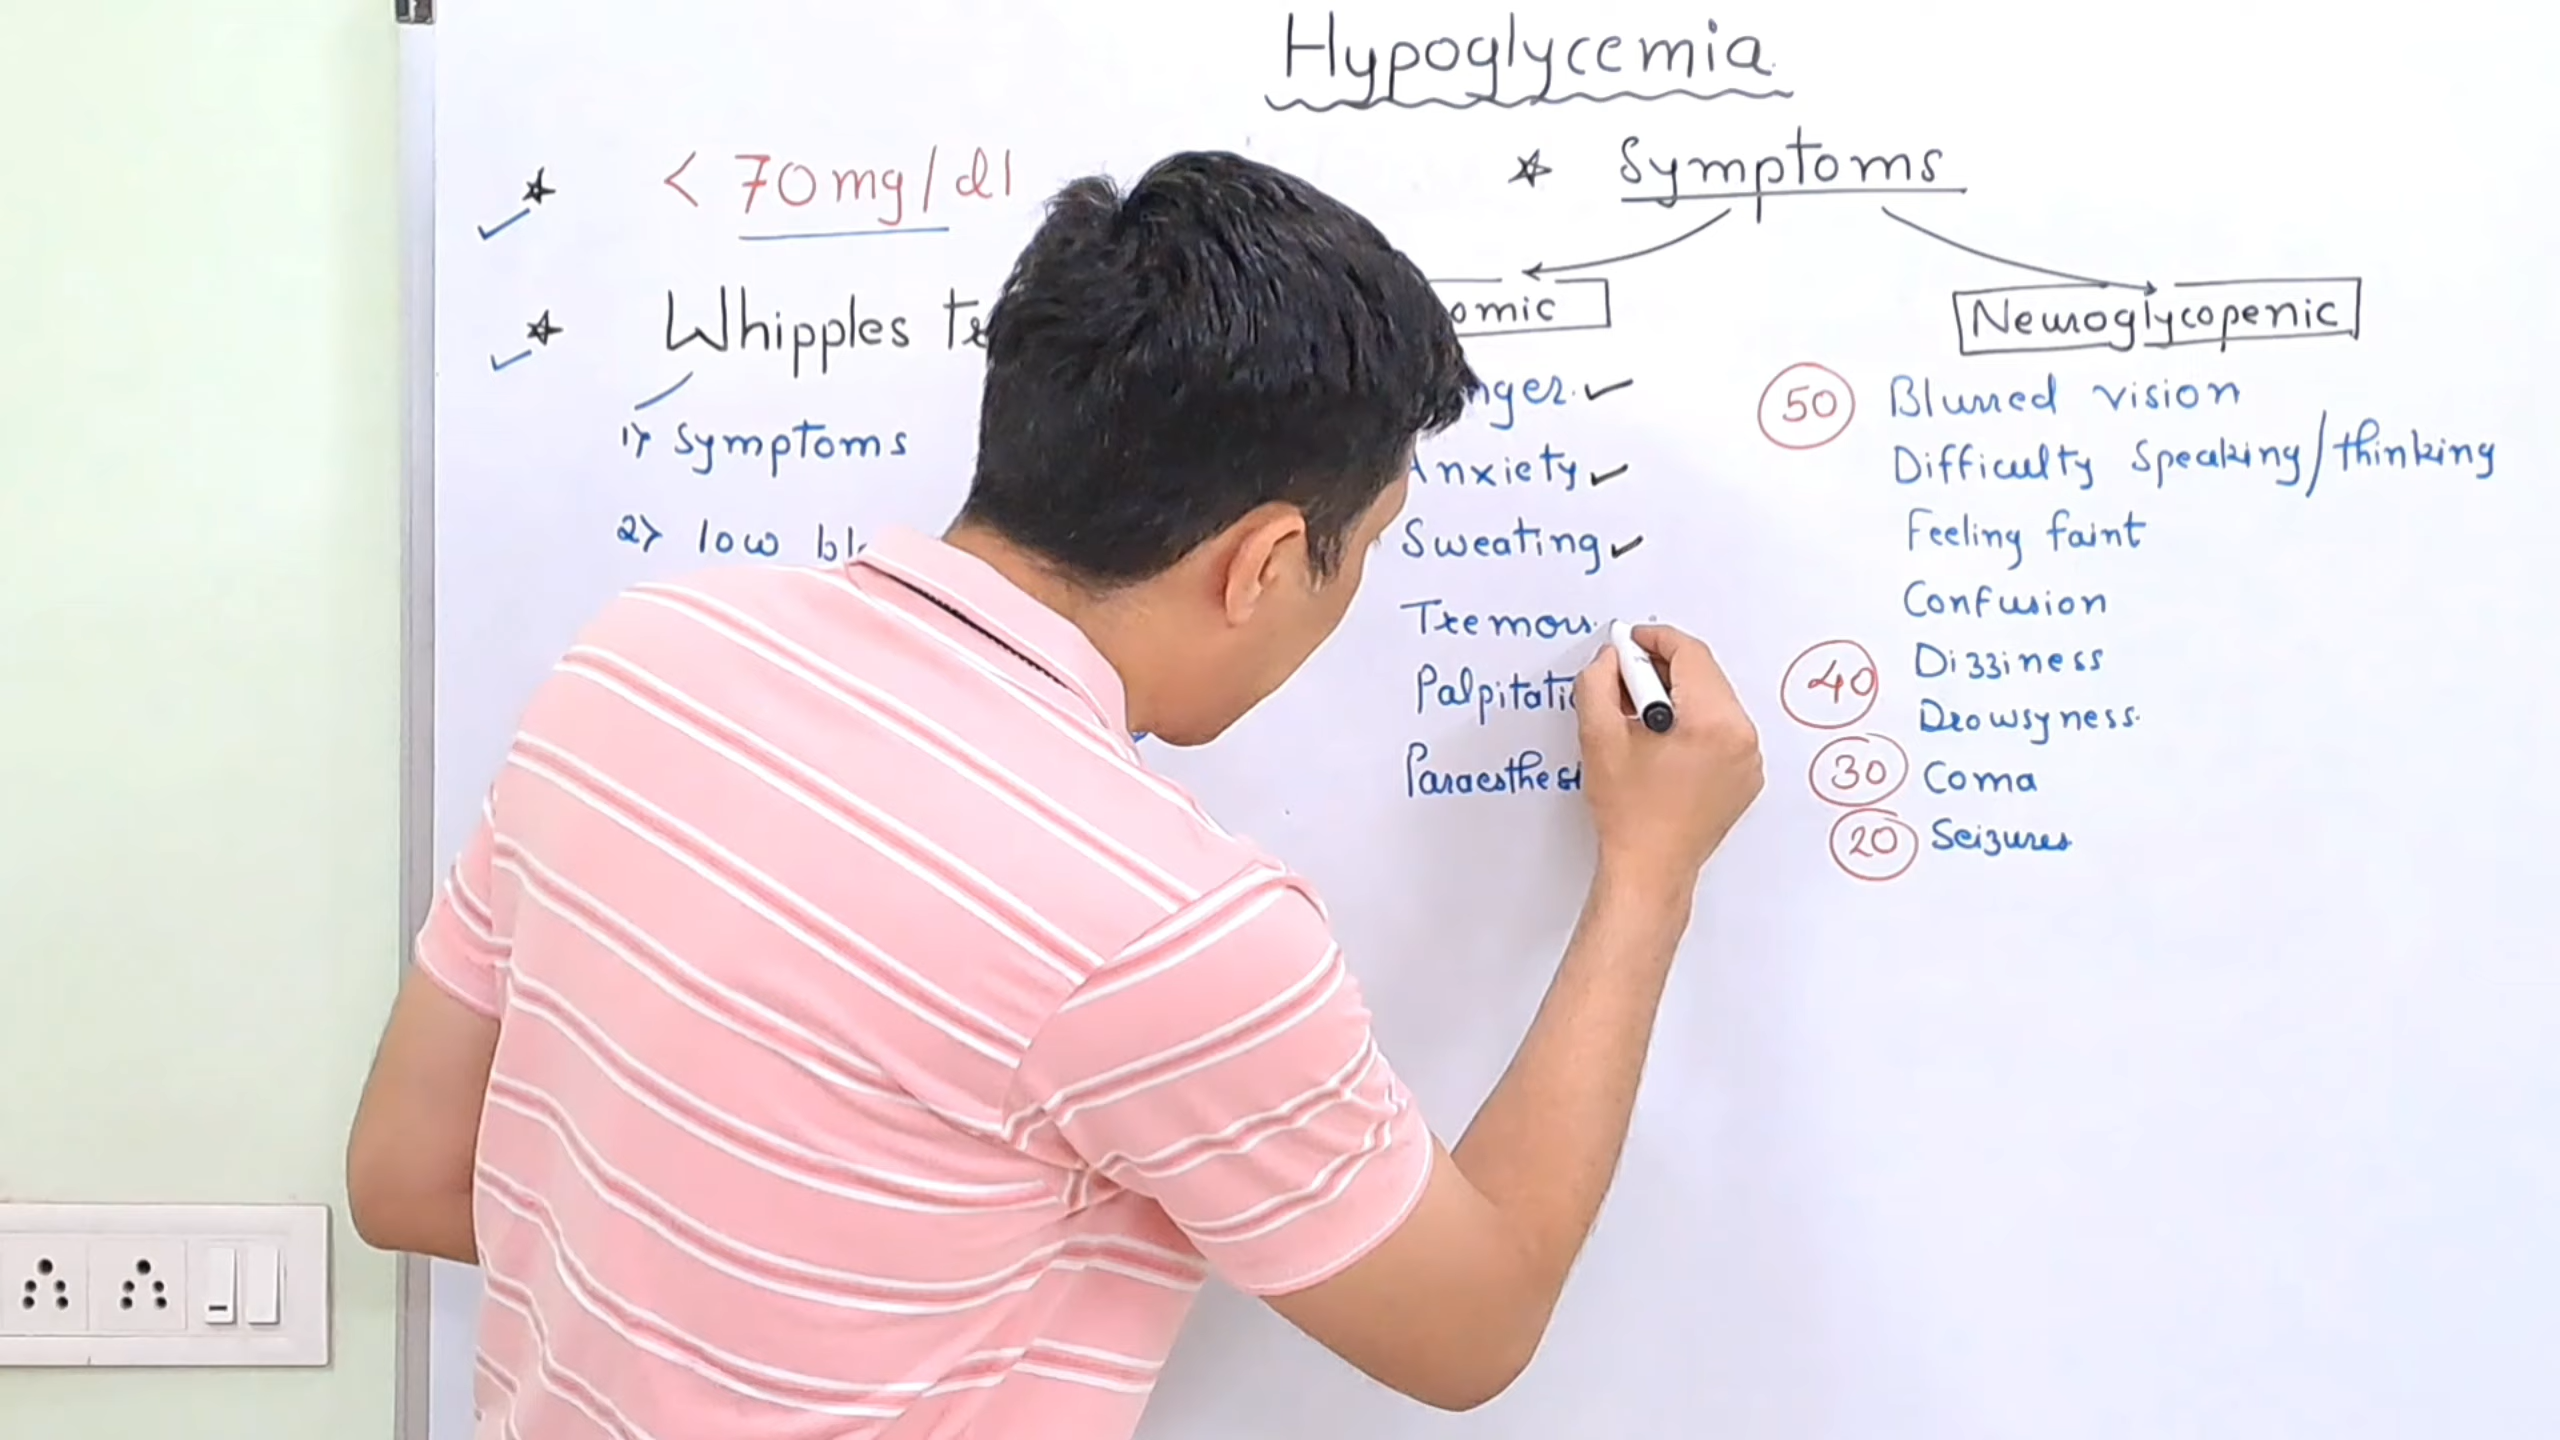 Hypoglycemia
< 70mg/dl
Whipples
1) Symptoms
2) low
Symptoms
Neuroglycopenic
Anxiety
Sweating
Tremors
50 Blurred vision
Difficulty Speaking/thinking
Feeling faint
Confusion
Dizziness
40 Drowsyness
30 Coma
20 Seizures